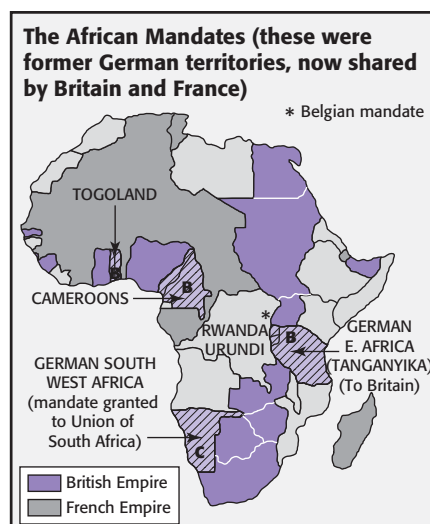 The African Mandates (these were
former German territories, now shared
by Britain and France)
* Belgian mandate
TOGOLAND
B
B
CAMEROONS
*
RWANDA
URUNDI
B
GERMAN
E. AFRICA
(TANGANYIKA)
(To Britain)
GERMAN SOUTH
WEST AFRICA
(mandate granted
to Union of
South Africa)
C
British Empire
French Empire